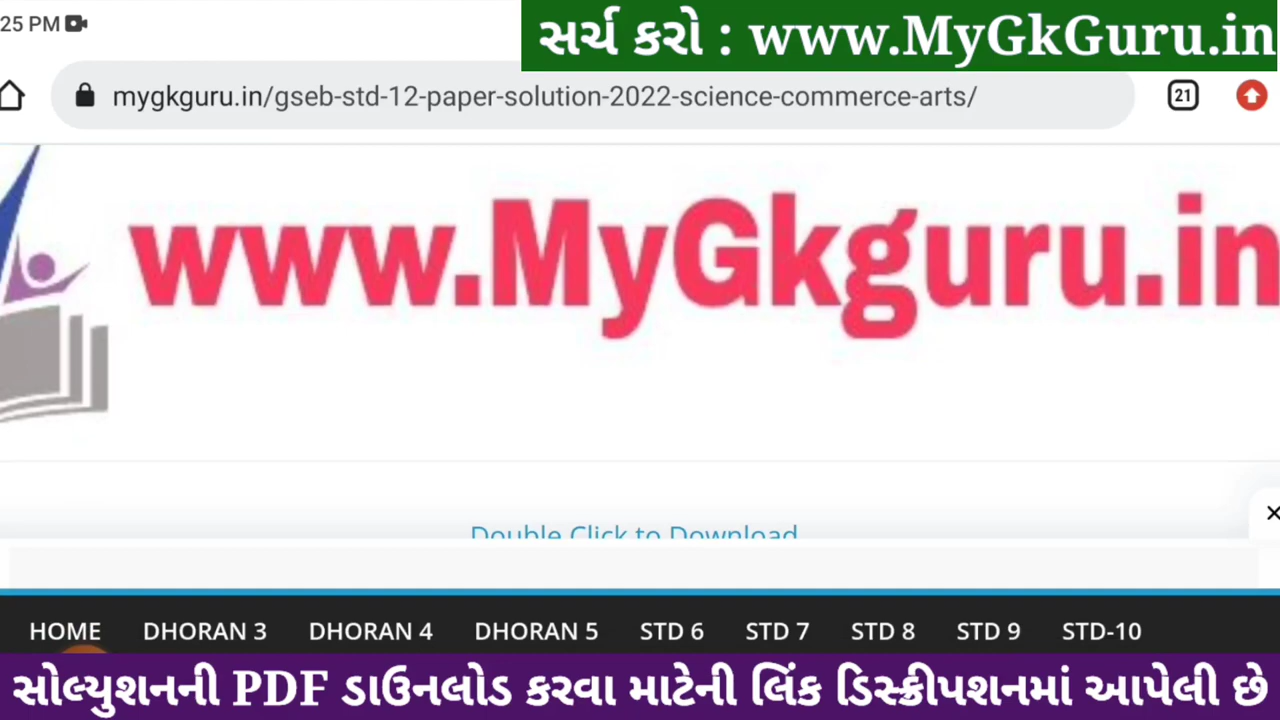 25 PM
સર્ચ કરો : www.MyGkGuru.in
mygkguru.in/gseb-std-12-paper-solution-2022-science-commerce-arts/
21
www.MyGkguru.in
Double Click to Download
HOME DHORAN 3 DHORAN 4 DHORAN 5 STD 6 STD 7 STD 8 STD 9 STD-10
સોલ્યુશનની PDF ડાઉનલોડ કરવા માટેની લિંક ડિસ્ક્રીપશનમાં આપેલી છે